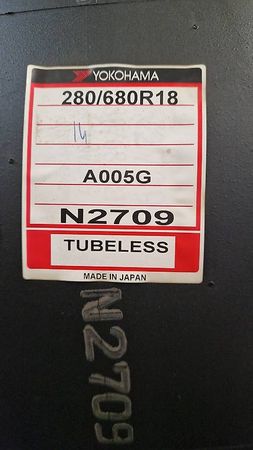 YOKOHAMA
280/680R18
14
A005G
N2709
TUBELESS
MADE IN JAPAN
N2709